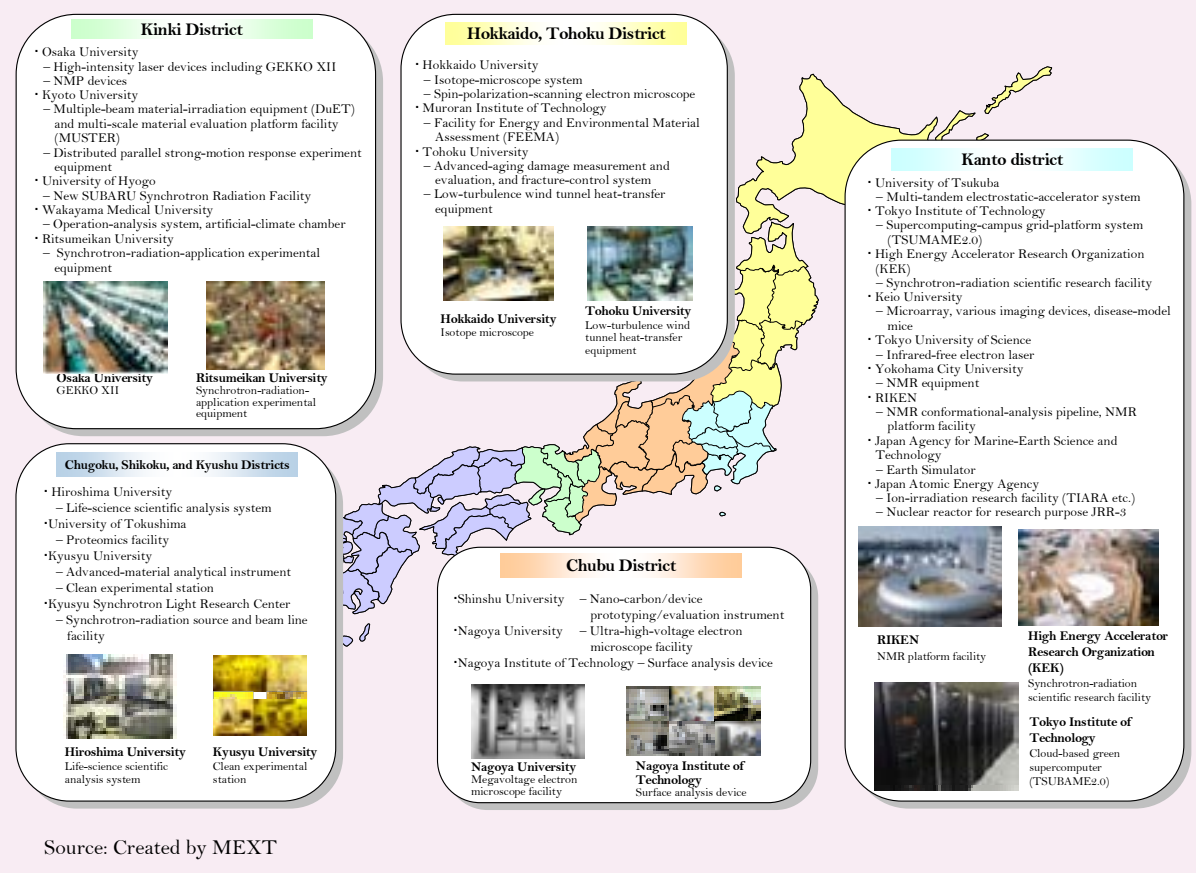 Kinki District
・Osaka University
– High-intensity laser devices including GEKKO XII
– NMP devices
・Kyoto University
– Multiple-beam material-irradiation equipment (DuET)
and multi-scale material evaluation platform facility
(MUSTER)
– Distributed parallel strong-motion response experiment
equipment
・University of Hyogo
– New SUBARU Synchrotron Radiation Facility
・Wakayama Medical University
– Operation-analysis system, artificial-climate chamber
・Ritsumeikan University
– Synchrotron-radiation-application experimental
equipment
Osaka University
GEKKO XII
Ritsumeikan University
Synchrotron-radiation-
application experimental
equipment
Hokkaido, Tohoku District
・Hokkaido University
– Isotope-microscope system
– Spin-polarization-scanning electron microscope
・Muroran Institute of Technology
– Facility for Energy and Environmental Material
Assessment (FEEMA)
・Tohoku University
– Advanced-aging damage measurement and
evaluation, and fracture-control system
– Low-turbulence wind tunnel heat-transfer
equipment
Hokkaido University
Isotope microscope
Tohoku University
Low-turbulence wind
tunnel heat-transfer
equipment
Kanto district
・University of Tsukuba
– Multi-tandem electrostatic-accelerator system
・Tokyo Institute of Technology
– Supercomputing-campus grid-platform system
(TSUMAME2.0)
・High Energy Accelerator Research Organization
(KEK)
– Synchrotron-radiation scientific research facility
・Keio University
– Microarray, various imaging devices, disease-model
mice
・Tokyo University of Science
– Infrared-free electron laser
・Yokohama City University
– NMR equipment
・RIKEN
– NMR conformational-analysis pipeline, NMR
platform facility
・Japan Agency for Marine-Earth Science and
Technology
– Earth Simulator
・Japan Atomic Energy Agency
– Ion-irradiation research facility (TIARA etc.)
– Nuclear reactor for research purpose JRR-3
RIKEN
NMR platform facility
High Energy Accelerator
Research Organization
(KEK)
Synchrotron-radiation
scientific research facility
Tokyo Institute of
Technology
Cloud-based green
supercomputer
(TSUBAME2.0)
Chugoku, Shikoku, and Kyushu Districts
・Hiroshima University
– Life-science scientific analysis system
・University of Tokushima
– Proteomics facility
・Kyusyu University
– Advanced-material analytical instrument
– Clean experimental station
・Kyusyu Synchrotron Light Research Center
– Synchrotron-radiation source and beam line
facility
Hiroshima University
Life-science scientific
analysis system
Kyusyu University
Clean experimental
station
Chubu District
・Shinshu University – Nano-carbon/device
prototyping/evaluation instrument
・Nagoya University – Ultra-high-voltage electron
microscope facility
・Nagoya Institute of Technology – Surface analysis device
Nagoya University
Megavoltage electron
microscope facility
Nagoya Institute of
Technology
Surface analysis device
Source: Created by MEXT